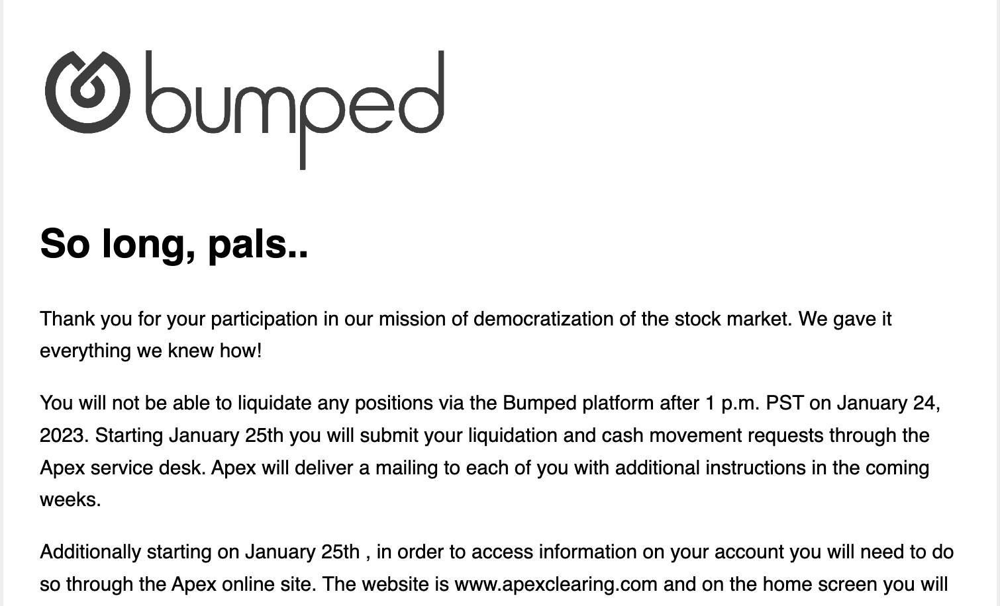 bumped
So long, pals..
Thank you for your participation in our mission of democratization of the stock market. We gave it
everything we knew how!
You will not be able to liquidate any positions via the Bumped platform after 1 p.m. PST on January 24,
2023. Starting January 25th you will submit your liquidation and cash movement requests through the
Apex service desk. Apex will deliver a mailing to each of you with additional instructions in the coming
weeks.
Additionally starting on January 25th , in order to access information on your account you will need to do
so through the Apex online site. The website is www.apexclearing.com and on the home screen you will